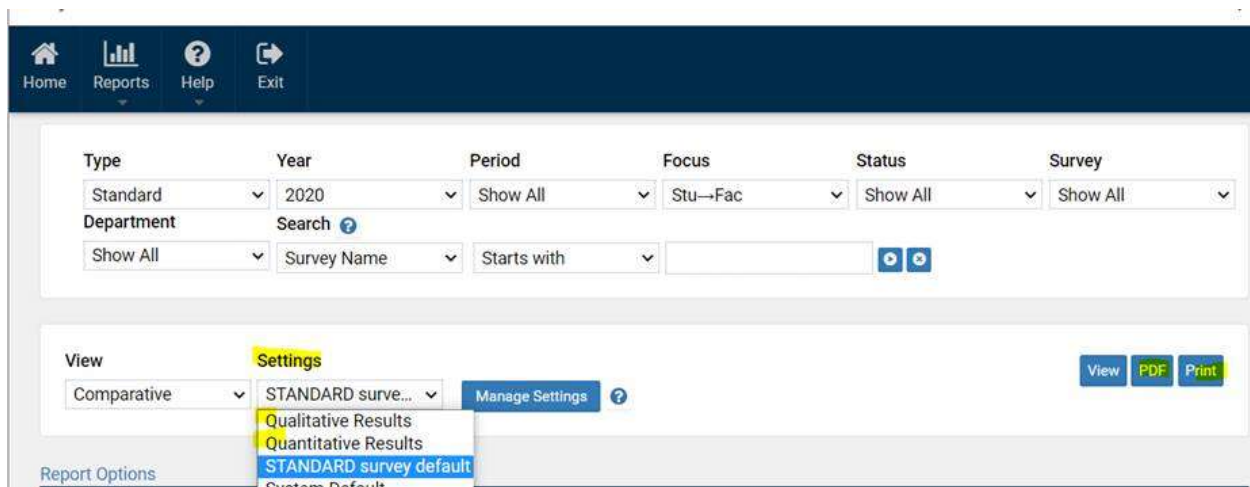 Home Reports Help Exit
Type Year Period Focus Status Survey
Standard 2020 Show All Stu→Fac Show All Show All
Department Search
Show All Survey Name Starts with
View Settings
View PDF Print
Comparative STANDARD surve... Manage Settings
Qualitative Results
Quantitative Results
STANDARD survey default
Report Options
System Default